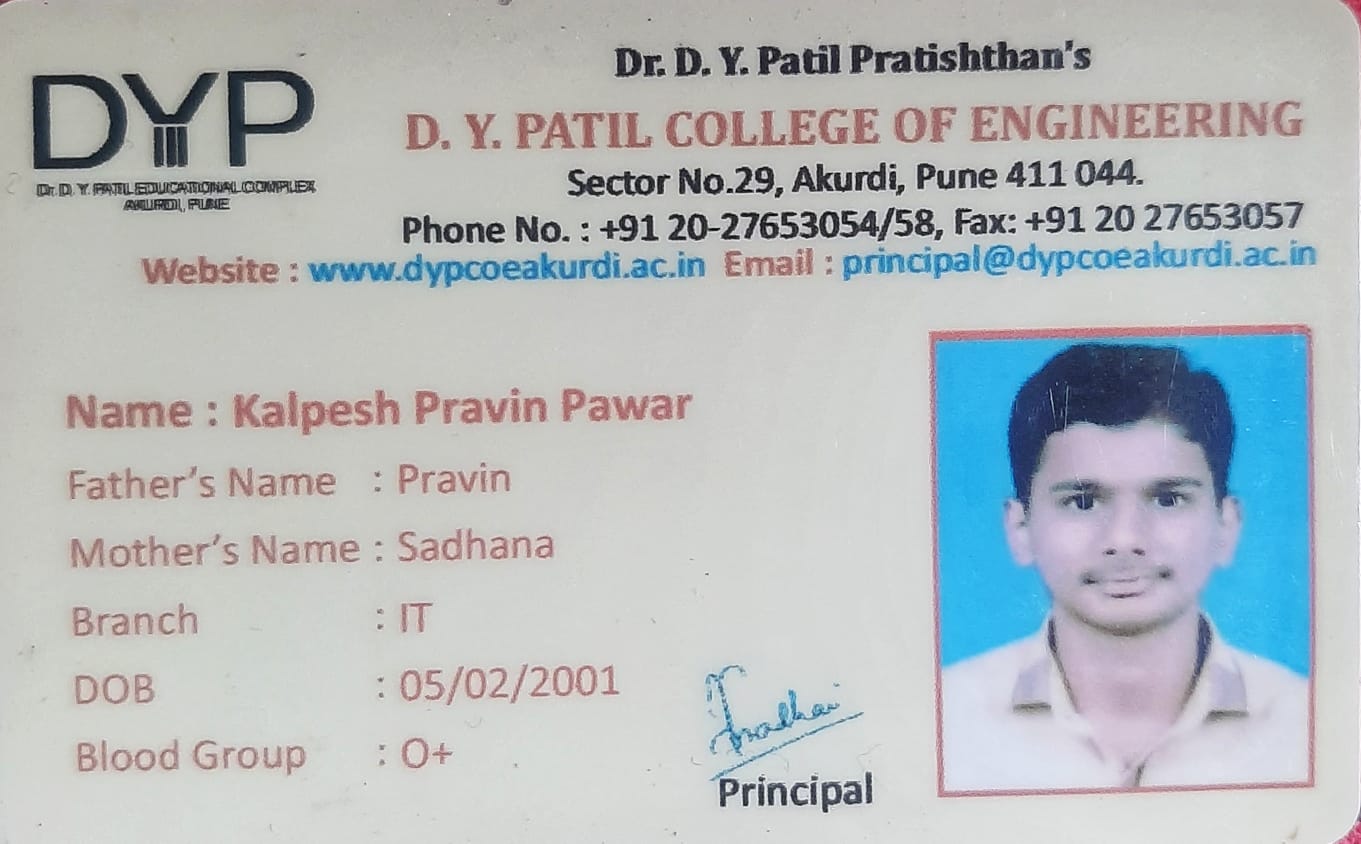 DYP
Dr. D. Y. PATIL EDUCATIONAL COMPLEX
AKURDI, PUNE
Dr. D. Y. Patil Pratishthan's
D. Y. PATIL COLLEGE OF ENGINEERING
Sector No.29, Akurdi, Pune 411 044.
Phone No. : +91 20-27653054/58, Fax: +91 20 27653057
Website : www.dypcoeakurdi.ac.in Email : principal@dypcoeakurdi.ac.in
Name : Kalpesh Pravin Pawar
Father's Name : Pravin
Mother's Name : Sadhana
Branch : IT
DOB : 05/02/2001
Blood Group : O+
Principal